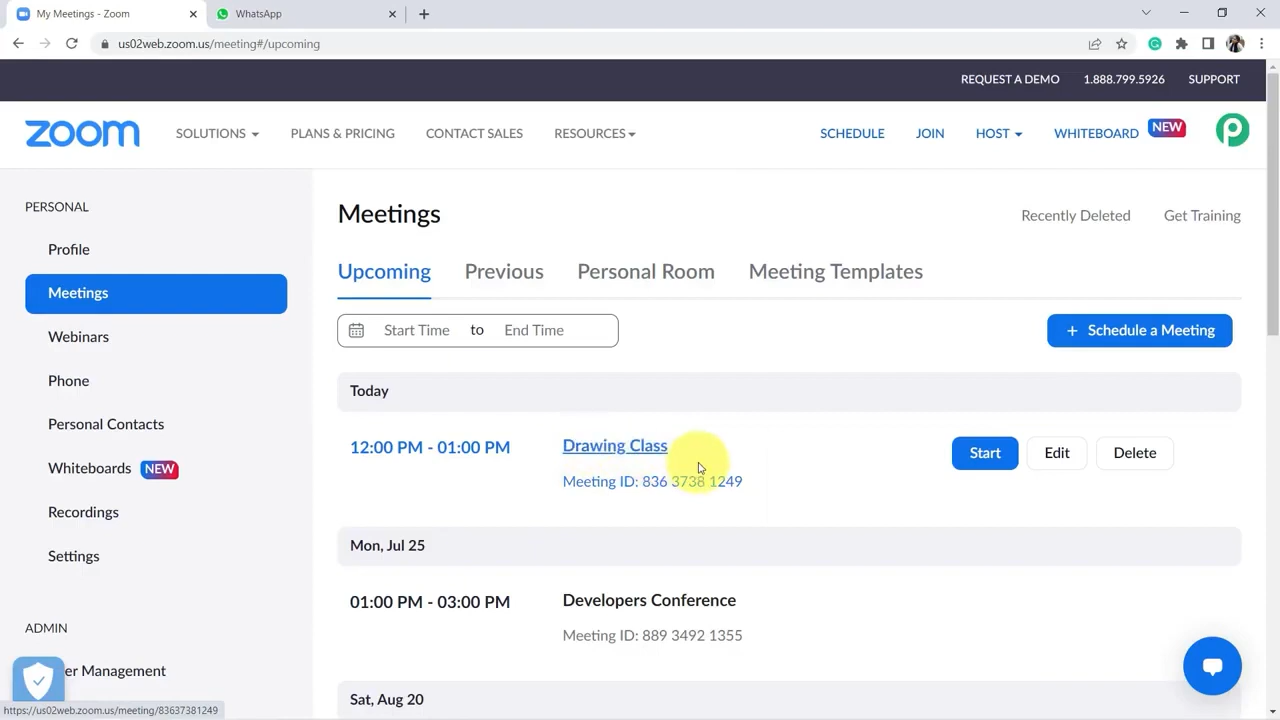 My Meetings - Zoom
WhatsApp
us02web.zoom.us/meeting#/upcoming
REQUEST A DEMO 1.888.799.5926 SUPPORT
zoom SOLUTIONS PLANS & PRICING CONTACT SALES RESOURCES SCHEDULE JOIN HOST WHITEBOARD NEW
PERSONAL
Profile
Meetings
Webinars
Phone
Personal Contacts
Whiteboards NEW
Recordings
Settings
ADMIN
er Management
Meetings
Recently Deleted Get Training
Upcoming Previous Personal Room Meeting Templates
Start Time to End Time
+ Schedule a Meeting
Today
12:00 PM - 01:00 PM Drawing Class
Meeting ID: 836 3738 1249
Start Edit Delete
Mon, Jul 25
01:00 PM - 03:00 PM Developers Conference
Meeting ID: 889 3492 1355
Sat, Aug 20
https://us02web.zoom.us/meeting/83637381249